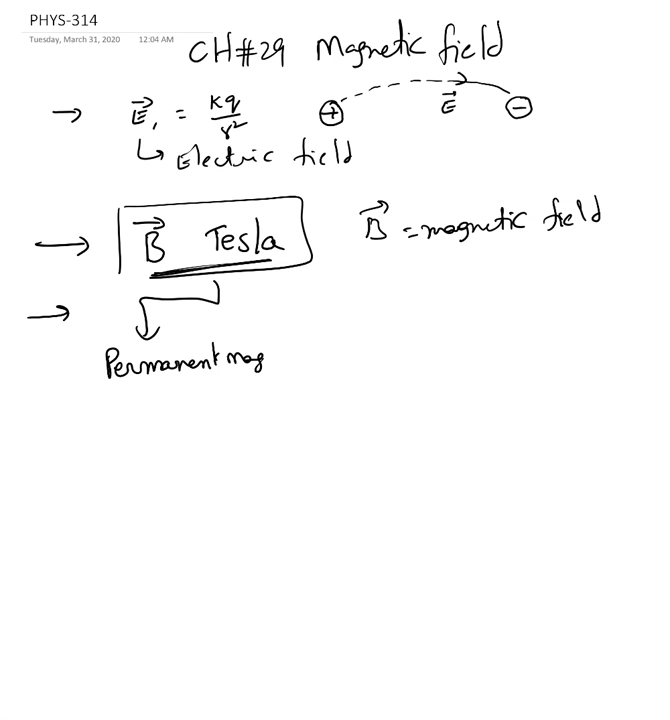 PHYS-314
Tuesday, March 31, 2020 12:04 AM
CH#29 Magnetic field
→ E⃗, = Kq/r² + E⃗ −
↳ Electric field
→ B⃗ Tesla B⃗ = magnetic field
→
Permanent mag